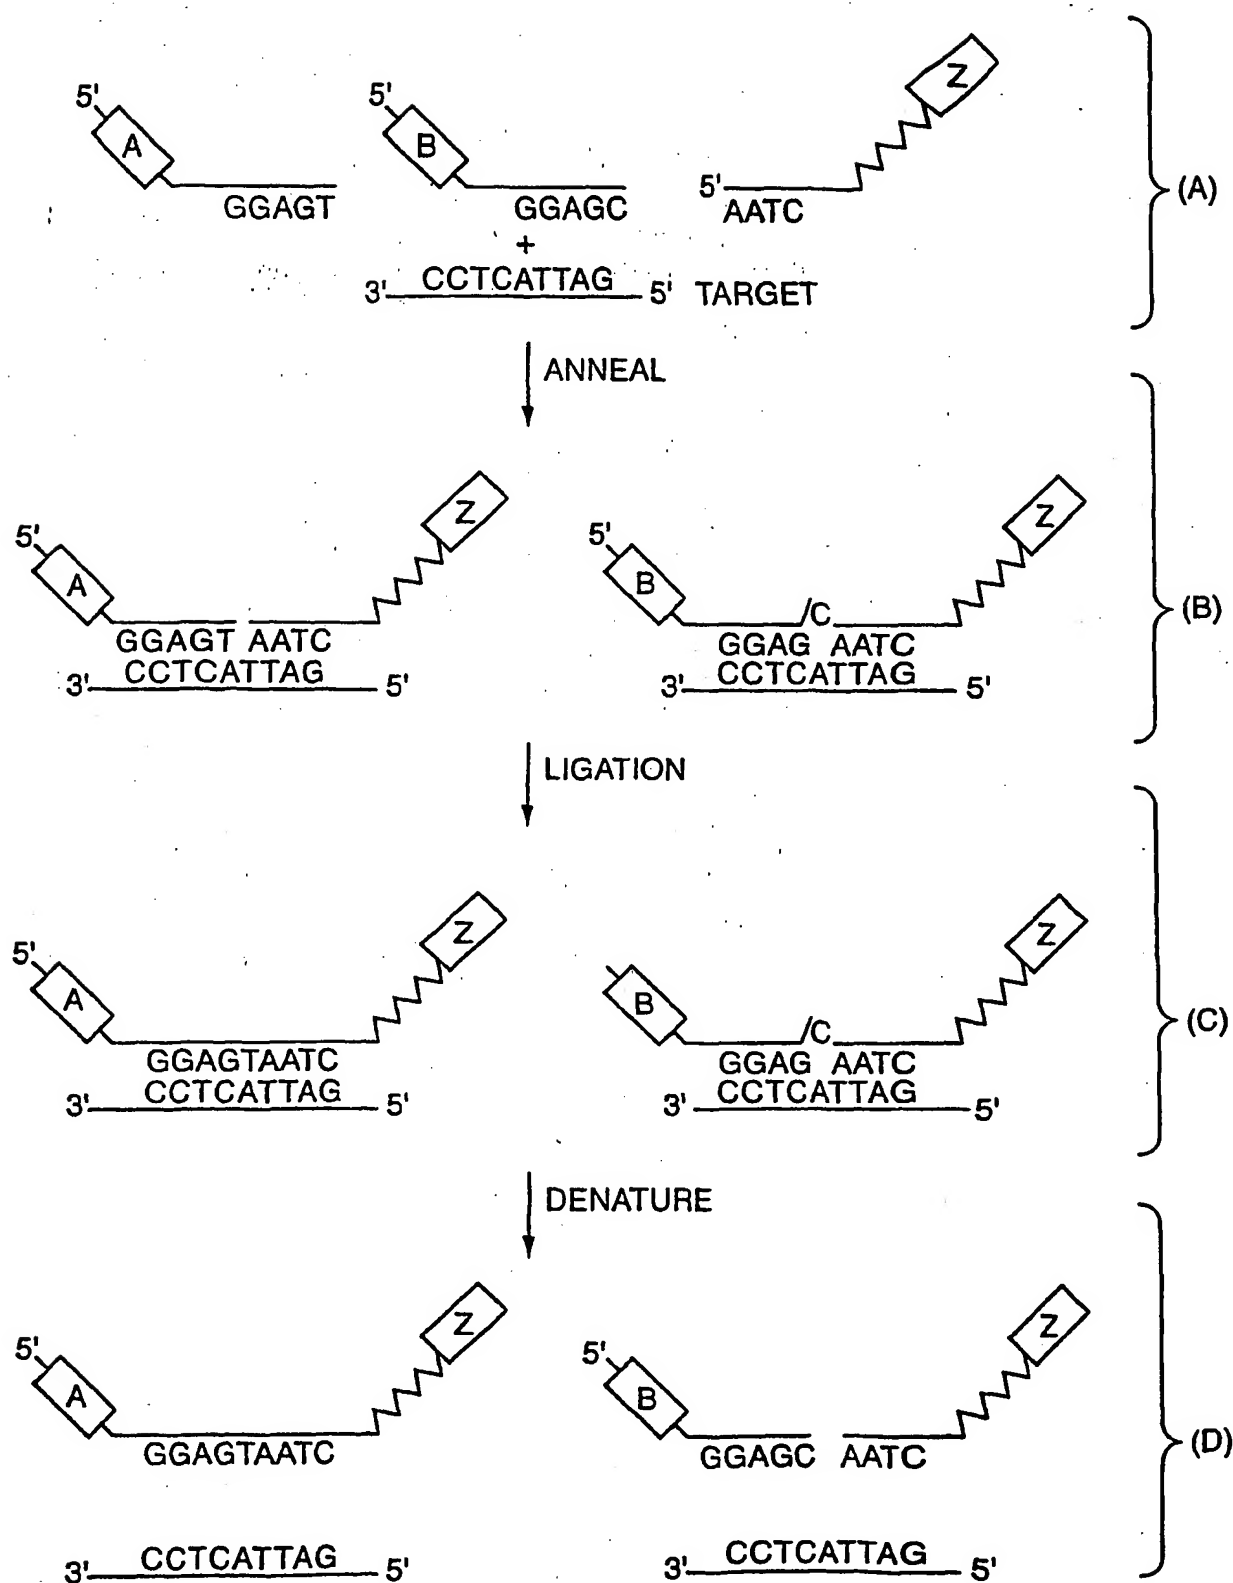 5' A 5' B Z
GGAGT GGAGC 5' AATC (A)
+
3' CCTCATTAG 5' TARGET
ANNEAL
5' A Z 5' B Z
/C (B)
GGAGT AATC GGAG AATC
3' CCTCATTAG 5' 3' CCTCATTAG 5'
LIGATION
5' A Z B Z
/C (C)
GGAGTAATC GGAG AATC
3' CCTCATTAG 5' 3' CCTCATTAG 5'
DENATURE
5' A Z 5' B Z
GGAGTAATC GGAGC AATC (D)
3' CCTCATTAG 5' 3' CCTCATTAG 5'